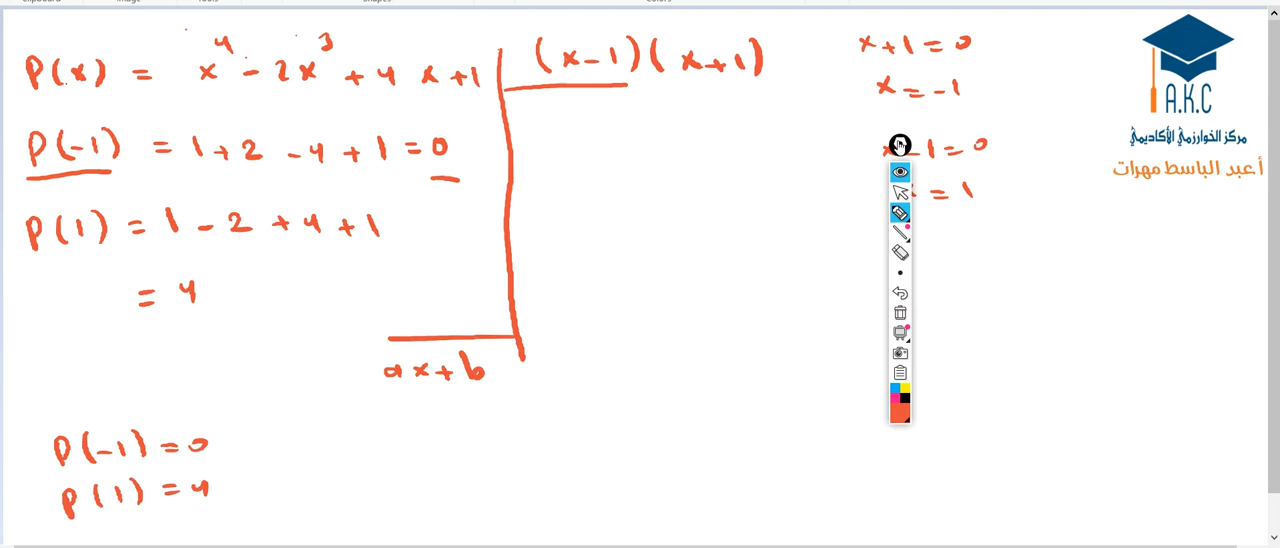 P(x) = x⁴ - 2x³ + 4x + 1
(x-1)(x+1)
x+1=0
x=-1
P(-1) = 1+2-4+1=0
-1=0
= 1
P(1) = 1-2+4+1
= 4
ax+b
P(-1)=0
P(1)=4
A.K.C
مركز الخوارزمي الأكاديمي
أ عبد الباسط مهرات